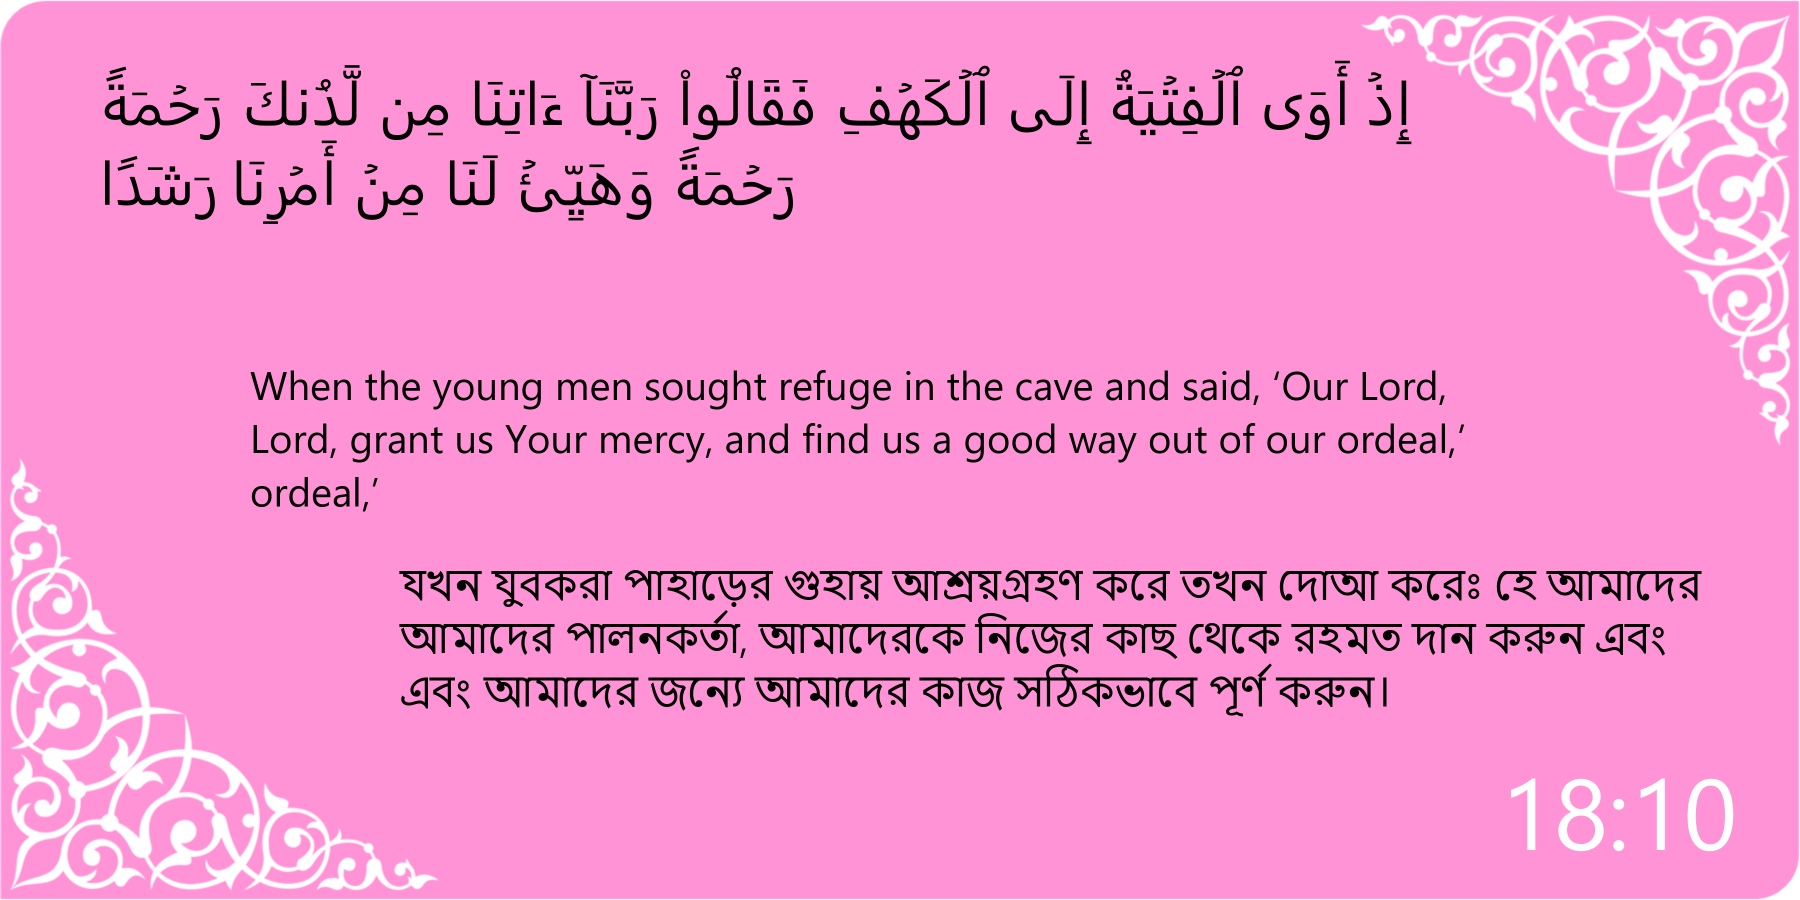 إِذۡ أَوَى ٱلۡفِتۡيَةُ إِلَى ٱلۡكَهۡفِ فَقَالُواْ رَبَّنَآ ءَاتِنَا مِن لَّدُنكَ رَحۡمَةٗ
رَحۡمَةٗ وَهَيِّئۡ لَنَا مِنۡ أَمۡرِنَا رَشَدٗا
When the young men sought refuge in the cave and said, ‘Our Lord,
Lord, grant us Your mercy, and find us a good way out of our ordeal,’
ordeal,’
যখন যুবকরা পাহাড়ের গুহায় আশ্রয়গ্রহণ করে তখন দোআ করেঃ হে আমাদের
আমাদের পালনকর্তা, আমাদেরকে নিজের কাছ থেকে রহমত দান করুন এবং
এবং আমাদের জন্যে আমাদের কাজ সঠিকভাবে পূর্ণ করুন।
18:10